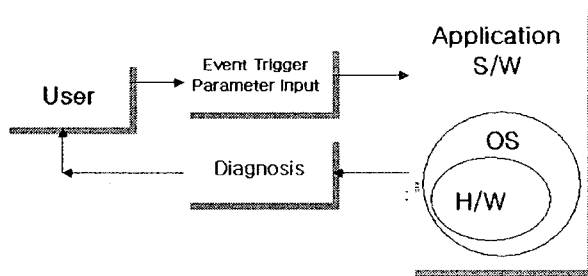 User
Event Trigger
Parameter Input
Application
S/W
Diagnosis
OS
H/W